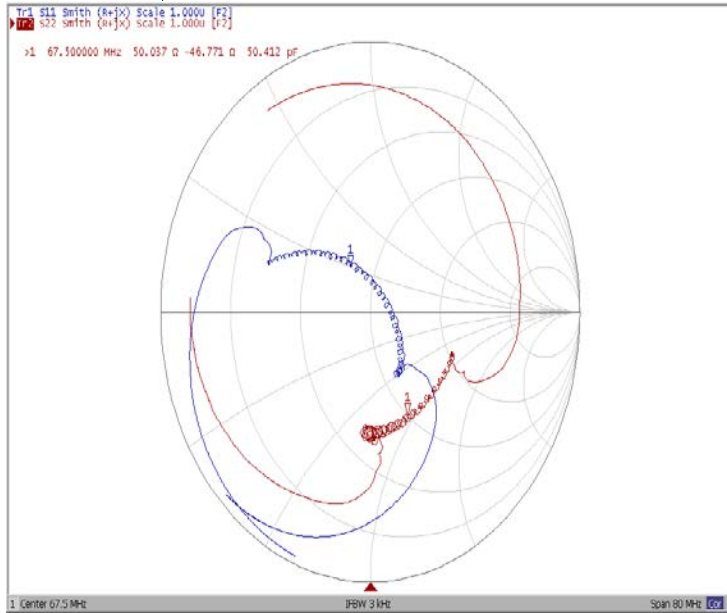 Tr1 S11 Smith (R+jX) Scale 1.000U [F2]
Tr2 S22 Smith (R+jX) Scale 1.000U [F2]
>1 67.500000 MHz 50.037 Ω -46.771 Ω 50.412 pF
1
1
1 Center 67.5 MHz IFBW 3 kHz Span 80 MHz Cor